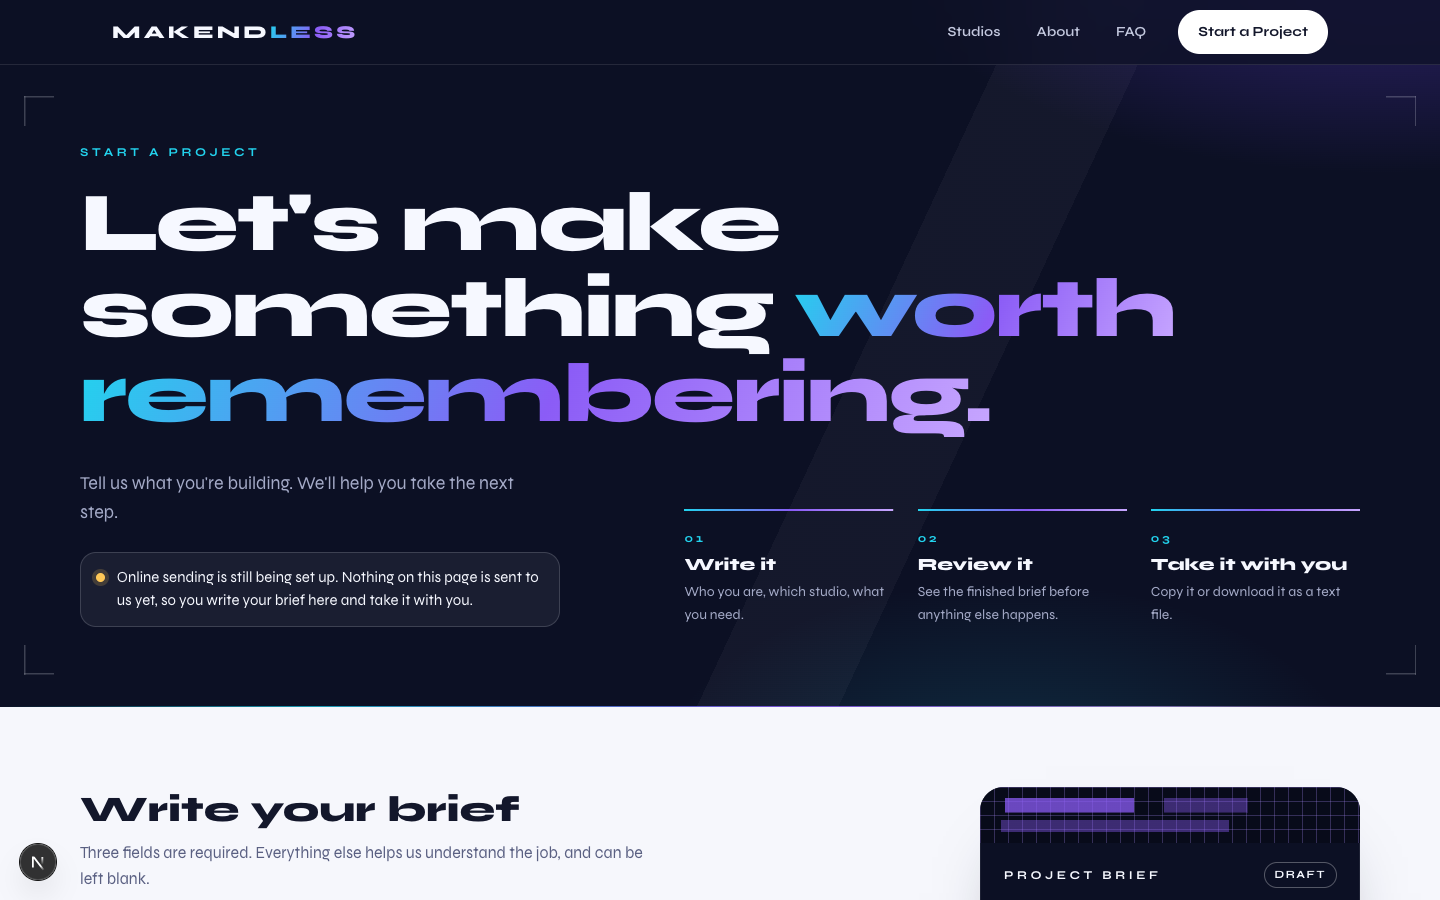 MAKENDLESS
Studios
About
FAQ
Start a Project
START A PROJECT
Let's make
something worth
remembering.
Tell us what you're building. We'll help you take the next
step.
Online sending is still being set up. Nothing on this page is sent to
us yet, so you write your brief here and take it with you.
01
Write it
Who you are, which studio, what
you need.
02
Review it
See the finished brief before
anything else happens.
03
Take it with you
Copy it or download it as a text
file.
Write your brief
Three fields are required. Everything else helps us understand the job, and can be
left blank.
N
PROJECT BRIEF
DRAFT